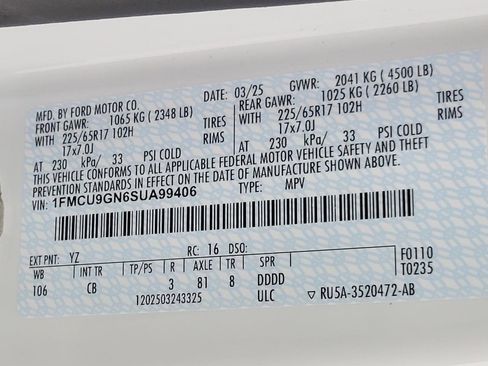 MFD. BY FORD MOTOR CO.
DATE: 03/25 GVWR: 2041 KG ( 4500 LB)
FRONT GAWR: 1065 KG ( 2348 LB) REAR GAWR: 1025 KG ( 2260 LB)
WITH 225/65R17 102H TIRES WITH 225/65R17 102H TIRES
17x7.0J RIMS 17x7.0J RIMS
AT 230 kPa/ 33 PSI COLD AT 230 kPa/ 33 PSI COLD
THIS VEHICLE CONFORMS TO ALL APPLICABLE FEDERAL MOTOR VEHICLE SAFETY AND THEFT
PREVENTION STANDARDS IN EFFECT ON THE DATE OF MANUFACTURE SHOWN ABOVE.
VIN: 1FMCU9GN6SUA99406 TYPE: MPV
EXT PNT: YZ RC: 16 DSO: F0110
WB INT TR TP/PS R AXLE TR SPR T0235
106 CB 3 81 8 DDDD
1202503243325 ULC ▽ RU5A-3520472-AB